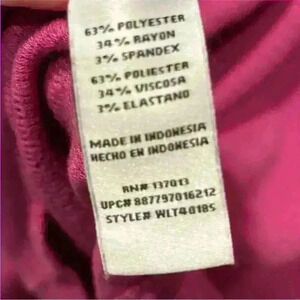 63% POLYESTER
34% RAYON
3% SPANDEX
63% POLIESTER
34% VISCOSA
3% ELASTANO
MADE IN INDONESIA
HECHO EN INDONESIA
RN# 137013
UPC# 887797016212
STYLE# WLT40185